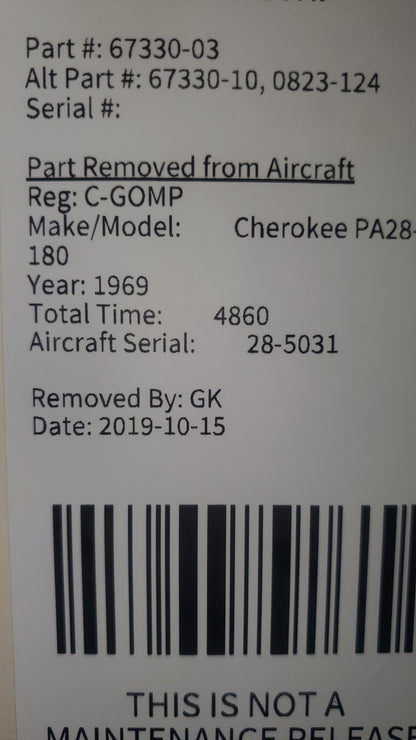 Part #: 67330-03
Alt Part #: 67330-10, 0823-124
Serial #:
Part Removed from Aircraft
Reg: C-GOMP
Make/Model: Cherokee PA28-
180
Year: 1969
Total Time: 4860
Aircraft Serial: 28-5031
Removed By: GK
Date: 2019-10-15
THIS IS NOT A
MAINTENANCE RELEASE